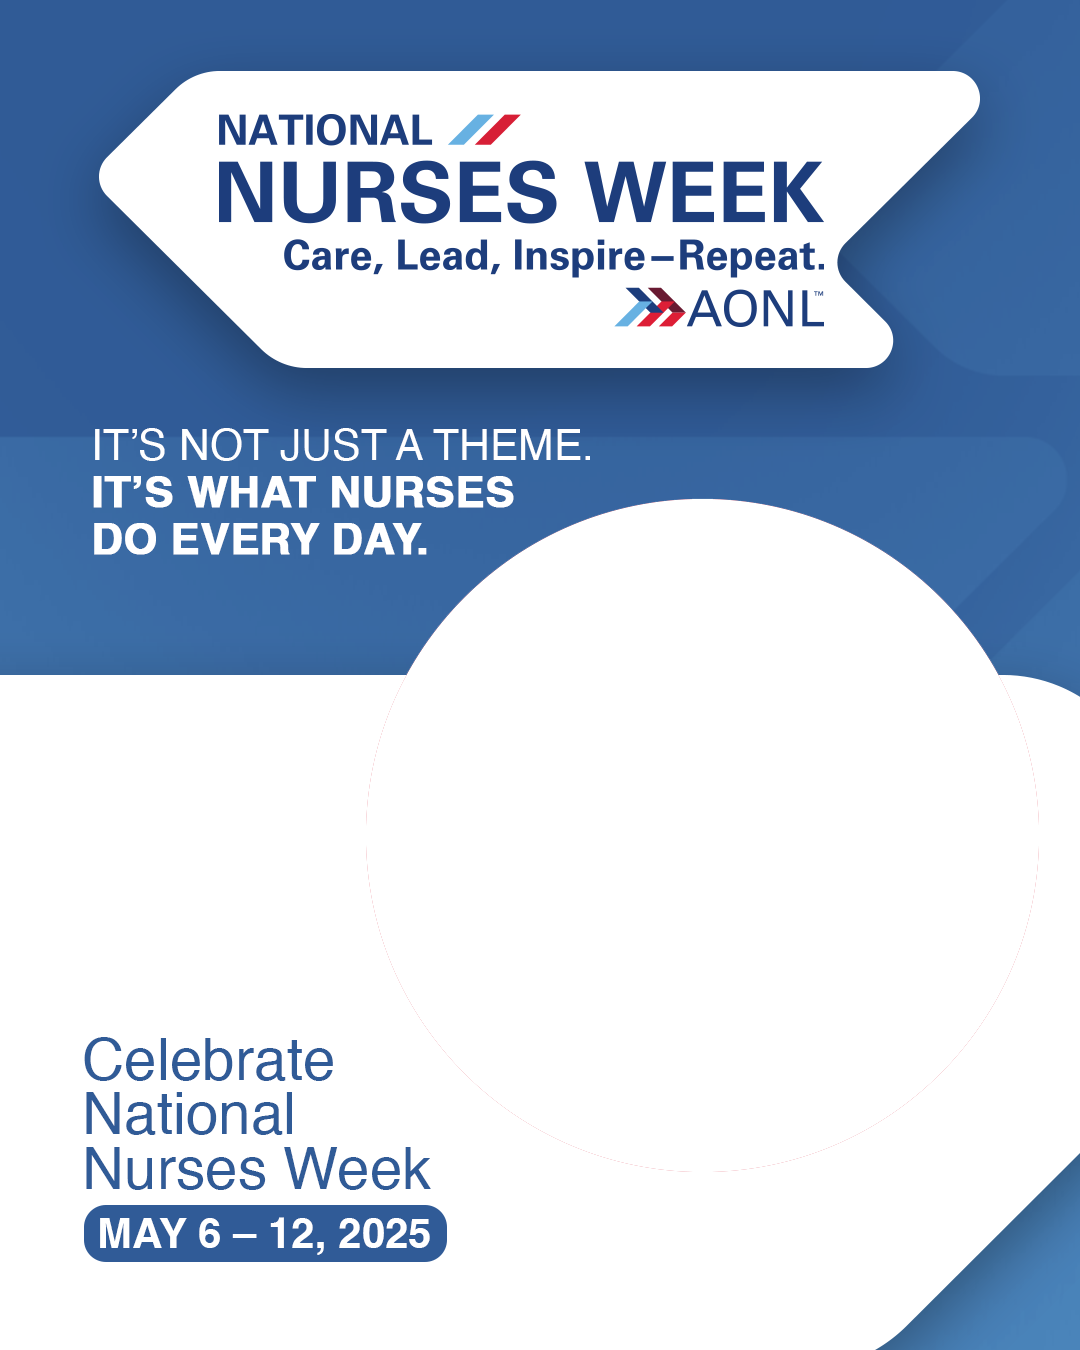 NATIONAL
NURSES WEEK
Care, Lead, Inspire–Repeat.
AONL™
IT’S NOT JUST A THEME.
IT’S WHAT NURSES
DO EVERY DAY.
Celebrate
National
Nurses Week
MAY 6 – 12, 2025